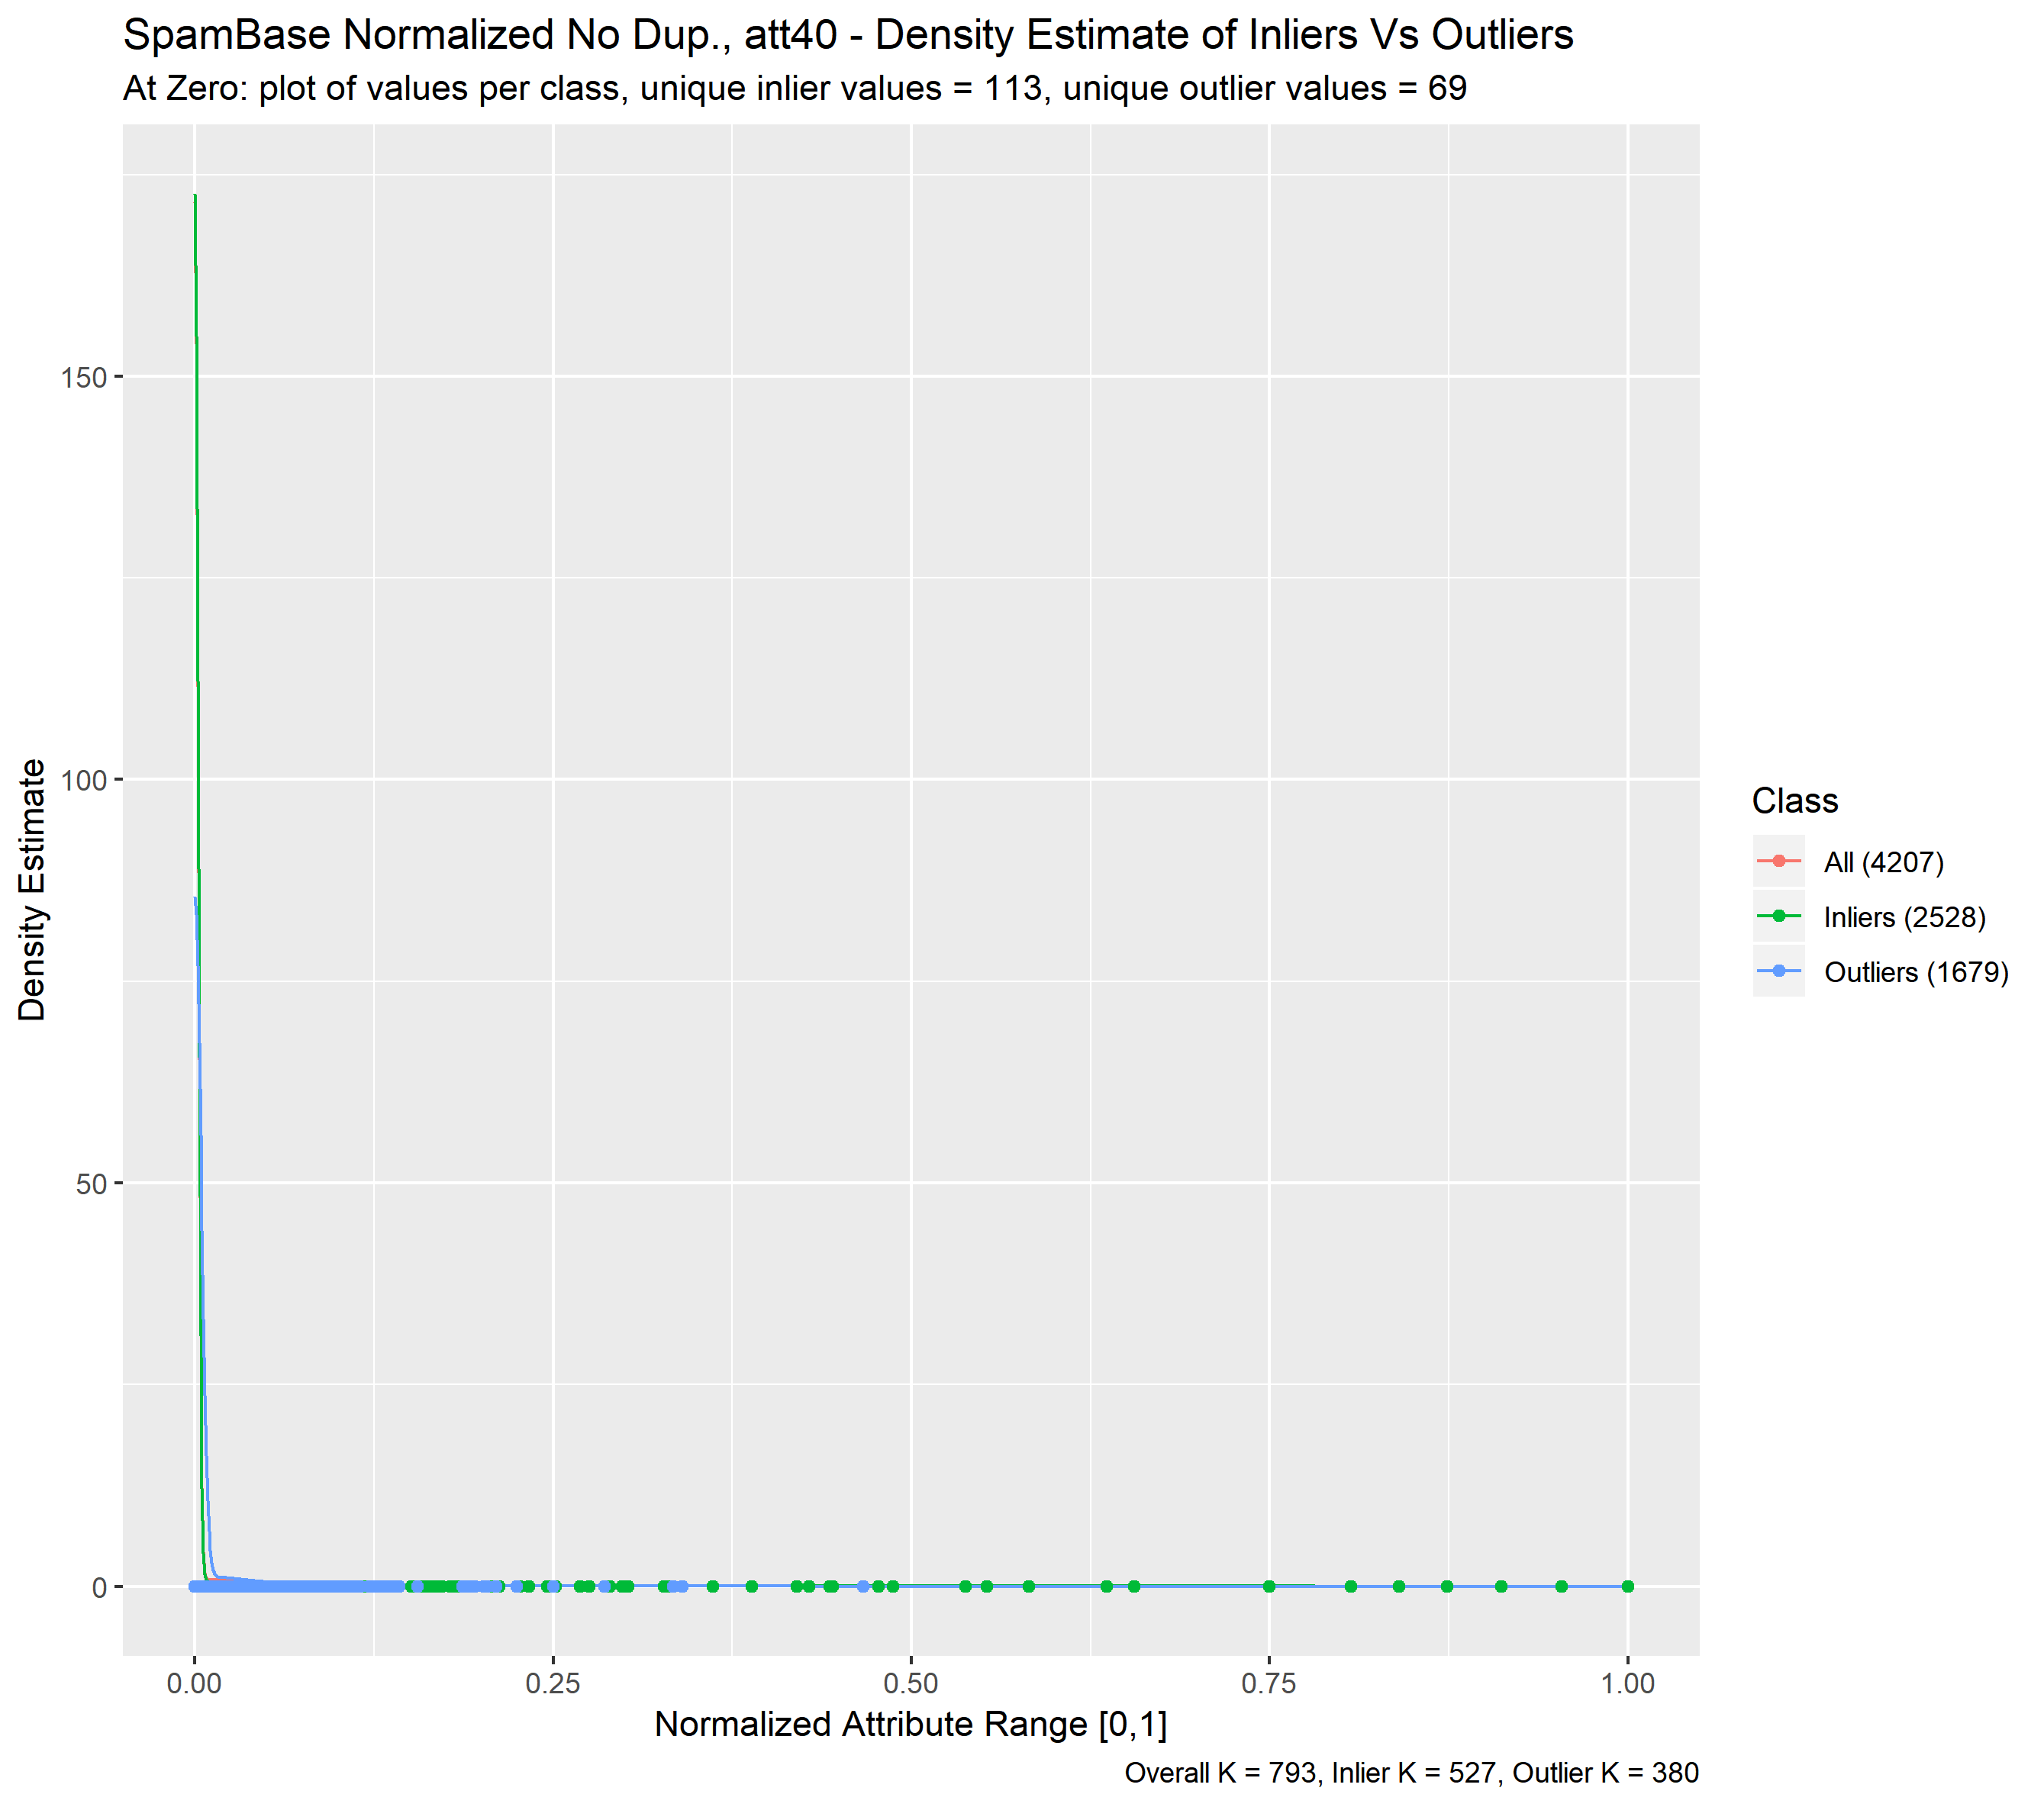 SpamBase Normalized No Dup., att40 - Density Estimate of Inliers Vs Outliers
At Zero: plot of values per class, unique inlier values = 113, unique outlier values = 69
Density Estimate
150
100
50
0
0.00 0.25 0.50 0.75 1.00
Normalized Attribute Range [0,1]
Overall K = 793, Inlier K = 527, Outlier K = 380
Class
All (4207)
Inliers (2528)
Outliers (1679)